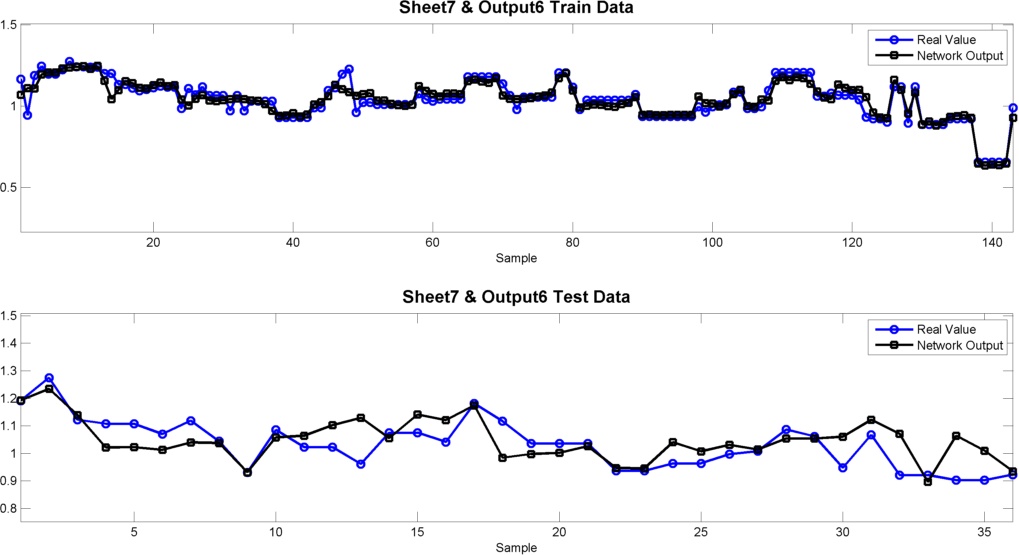 Sheet7 & Output6 Train Data
1.5
1
0.5
Real Value
Network Output
20 40 60 80 100 120 140
Sample
Sheet7 & Output6 Test Data
1.5
1.4
1.3
1.2
1.1
1
0.9
0.8
Real Value
Network Output
5 10 15 20 25 30 35
Sample